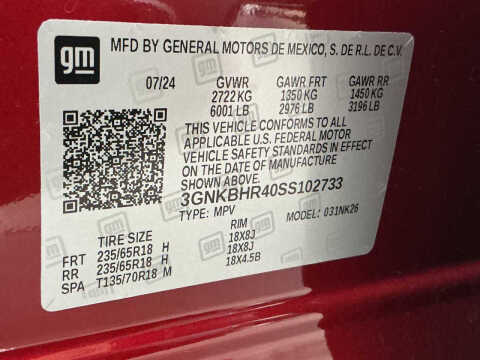 gm
MFD BY GENERAL MOTORS DE MEXICO, S. DE R.L. DE C.V.
07/24 GVWR GAWR FRT GAWR RR
2722 KG 1350 KG 1450 KG
6001 LB 2976 LB 3196 LB
THIS VEHICLE CONFORMS TO ALL
APPLICABLE U.S. FEDERAL MOTOR
VEHICLE SAFETY STANDARDS IN EFFECT
ON THE DATE OF MANUFACTURE
SHOWN ABOVE.
3GNKBHR40SS102733
TYPE: MPV MODEL: 031NK26
TIRE SIZE RIM
FRT 235/65R18 H 18X8J
RR 235/65R18 H 18X8J
SPA T135/70R18 M 18X4.5B